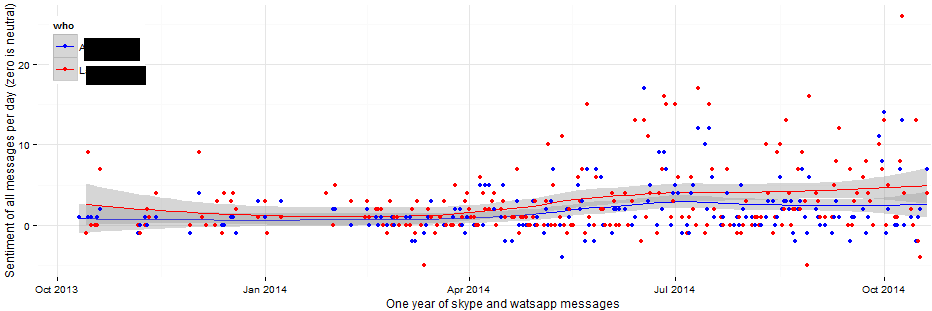 who
A
L
Sentiment of all messages per day (zero is neutral)
20
10
0
Oct 2013
Jan 2014
Apr 2014
Jul 2014
Oct 2014
One year of skype and watsapp messages